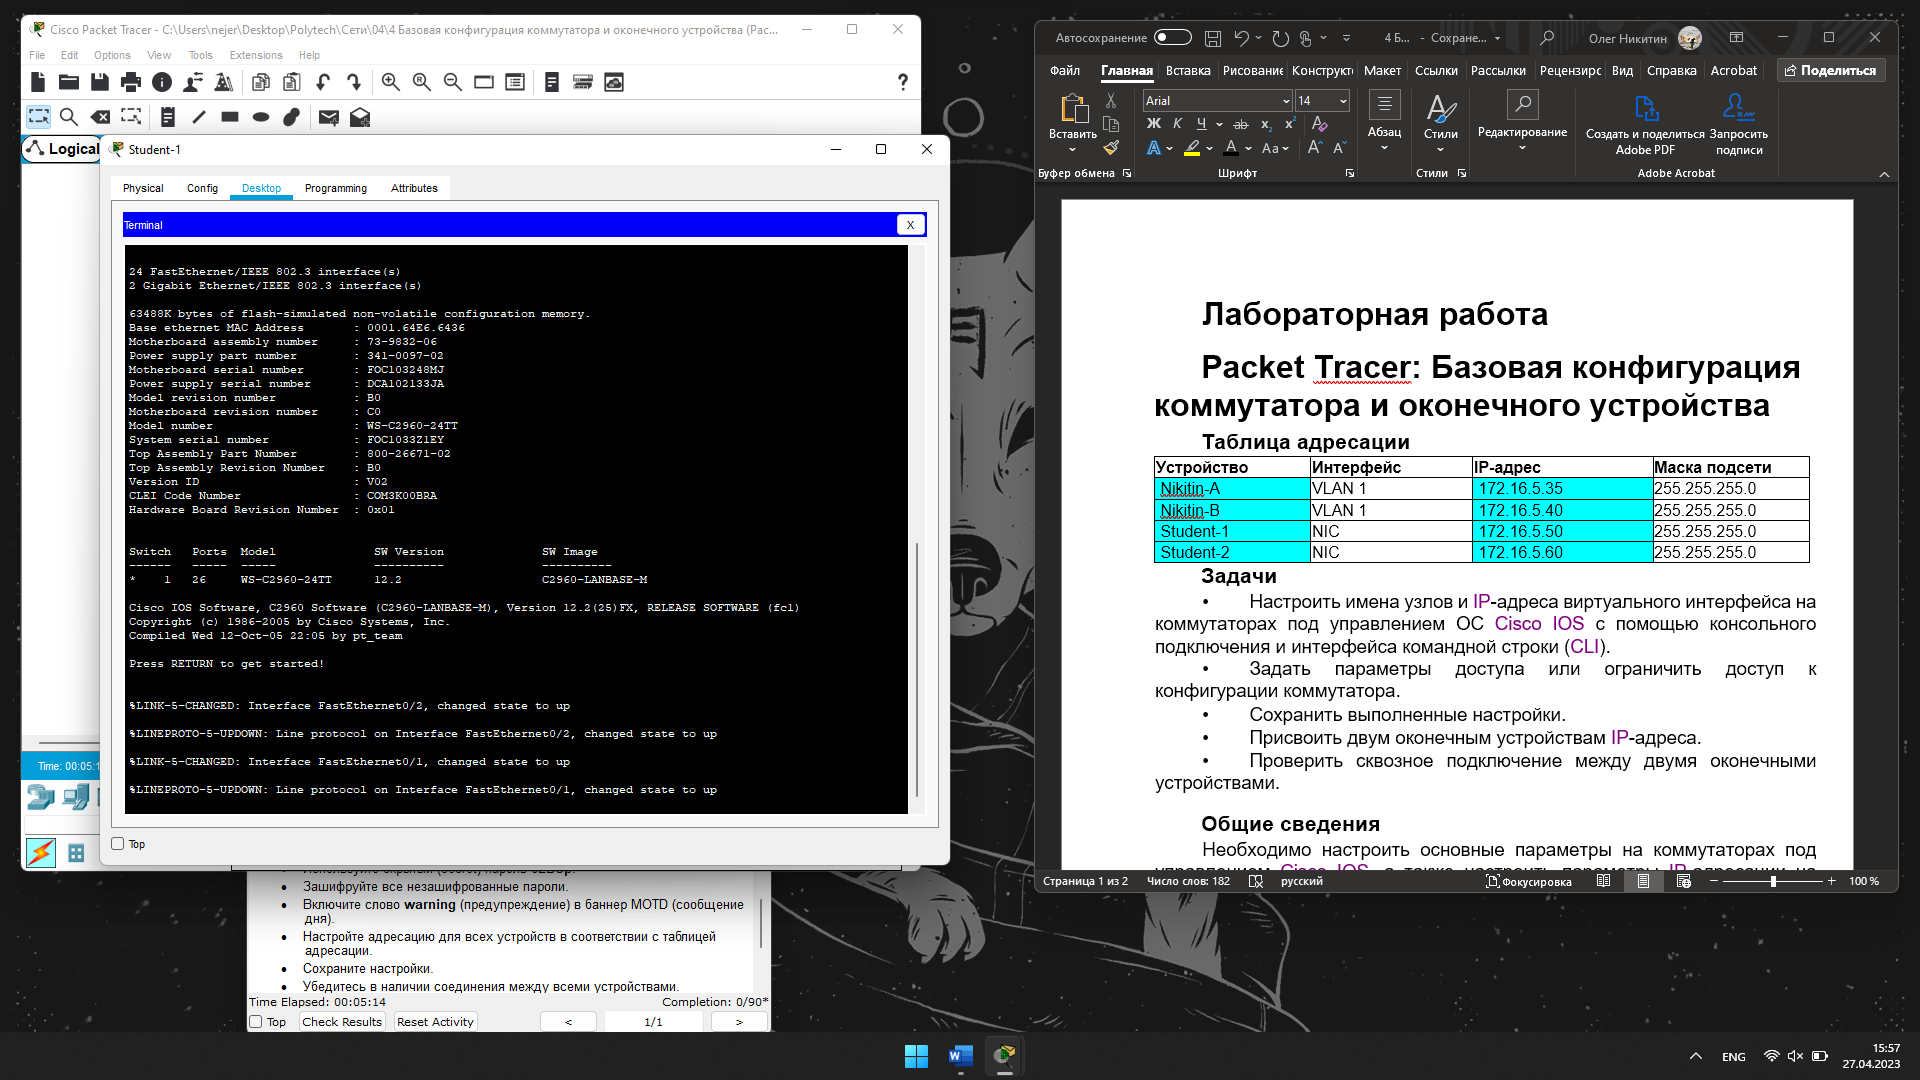 Cisco Packet Tracer - C:\Users\nejer\Desktop\Polytech\Сети\04\4 Базовая конфигурация коммутатора и оконечного устройства (Рас...
File Edit Options View Tools Extensions Help
Logical
Student-1
Physical Config Desktop Programming Attributes
Terminal
X
24 FastEthernet/IEEE 802.3 interface(s)
2 Gigabit Ethernet/IEEE 802.3 interface(s)
63488K bytes of flash-simulated non-volatile configuration memory.
Base ethernet MAC Address : 0001.64E6.6436
Motherboard assembly number : 73-9832-06
Power supply part number : 341-0097-02
Motherboard serial number : FOC103248MJ
Power supply serial number : DCA102133JA
Model revision number : B0
Motherboard revision number : C0
Model number : WS-C2960-24TT
System serial number : FOC1033Z1EY
Top Assembly Part Number : 800-26671-02
Top Assembly Revision Number : B0
Version ID : V02
CLEI Code Number : COM3K00BRA
Hardware Board Revision Number : 0x01
Switch Ports Model SW Version SW Image
------ ----- ----- ---------- ----------
* 1 26 WS-C2960-24TT 12.2 C2960-LANBASE-M
Cisco IOS Software, C2960 Software (C2960-LANBASE-M), Version 12.2(25)FX, RELEASE SOFTWARE (fc1)
Copyright (c) 1986-2005 by Cisco Systems, Inc.
Compiled Wed 12-Oct-05 22:05 by pt_team
Press RETURN to get started!
%LINK-5-CHANGED: Interface FastEthernet0/2, changed state to up
%LINEPROTO-5-UPDOWN: Line protocol on Interface FastEthernet0/2, changed state to up
%LINK-5-CHANGED: Interface FastEthernet0/1, changed state to up
%LINEPROTO-5-UPDOWN: Line protocol on Interface FastEthernet0/1, changed state to up
Top
Time: 00:05:1
• Зашифруйте все незашифрованные пароли.
• Включите слово warning (предупреждение) в баннер MOTD (сообщение
дня).
• Настройте адресацию для всех устройств в соответствии с таблицей
адресации.
• Сохраните настройки.
• Убедитесь в наличии соединения между всеми устройствами.
Time Elapsed: 00:05:14 Completion: 0/90*
Top Check Results Reset Activity < 1/1 >
Автосохранение 4 Б... - Сохране... Олег Никитин
Файл Главная Вставка Рисование Конструкт Макет Ссылки Рассылки Рецензирс Вид Справка Acrobat Поделиться
Вставить
Arial 14
Ж К Ч ab x₂ x²
A A Aa A A
Абзац
Стили
Редактирование
Создать и поделиться
Adobe PDF
Запросить
подписи
Буфер обмена Шрифт Стили Adobe Acrobat
Лабораторная работа
Packet Tracer: Базовая конфигурация
коммутатора и оконечного устройства
Таблица адресации
Устройство Интерфейс IP-адрес Маска подсети
Nikitin-A VLAN 1 172.16.5.35 255.255.255.0
Nikitin-B VLAN 1 172.16.5.40 255.255.255.0
Student-1 NIC 172.16.5.50 255.255.255.0
Student-2 NIC 172.16.5.60 255.255.255.0
Задачи
• Настроить имена узлов и IP-адреса виртуального интерфейса на
коммутаторах под управлением ОС Cisco IOS с помощью консольного
подключения и интерфейса командной строки (CLI).
• Задать параметры доступа или ограничить доступ к
конфигурации коммутатора.
• Сохранить выполненные настройки.
• Присвоить двум оконечным устройствам IP-адреса.
• Проверить сквозное подключение между двумя оконечными
устройствами.
Общие сведения
Необходимо настроить основные параметры на коммутаторах под
Страница 1 из 2 Число слов: 182 русский Фокусировка 100 %
ENG
15:57
27.04.2023